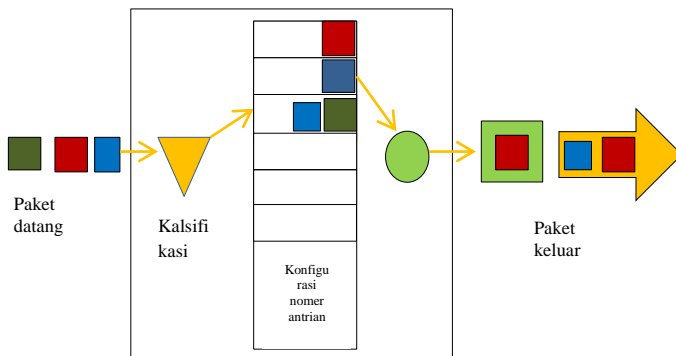 Paket
datang
Kalsifi
kasi
Konfigu
rasi
nomer
antrian
Paket
keluar